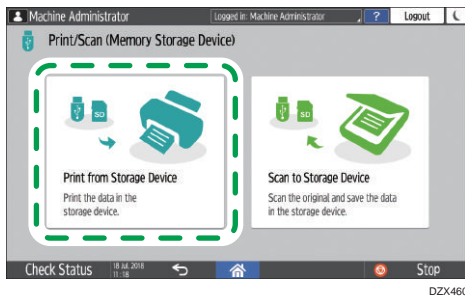 Machine Administrator
Logged in: Machine Administrator
?
Logout
Print/Scan (Memory Storage Device)
SD
SD
Print from Storage Device
Print the data in the
storage device.
Scan to Storage Device
Scan the original and save the data
in the storage device.
Check Status
18 Jul. 2018
11:18
Stop
DZX460